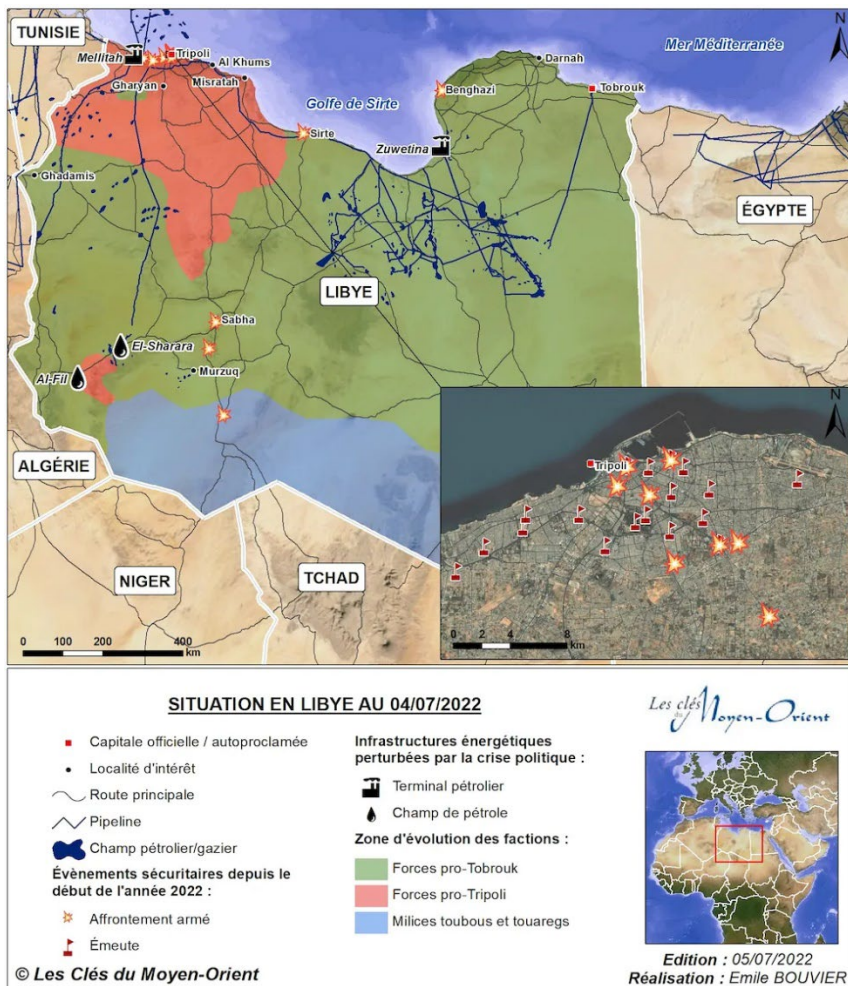 TUNISIE
Mellitah
Tripoli
Al Khums
Gharyan
Misratah
Golfe de Sirte
Mer Méditerranée
Darnah
Benghazi
Tobrouk
Sirte
Zuwetina
Ghadamis
ÉGYPTE
LIBYE
Sabha
El-Sharara
Al-Fil
Murzuq
ALGÉRIE
NIGER
TCHAD
0 100 200 400
km
N
N
Tripoli
0 2 4 8
km
SITUATION EN LIBYE AU 04/07/2022
Capitale officielle / autoproclamée
Localité d'intérêt
Route principale
Pipeline
Champ pétrolier/gazier
Évènements sécuritaires depuis le
début de l'année 2022 :
Affrontement armé
Émeute
Infrastructures énergétiques
perturbées par la crise politique :
Terminal pétrolier
Champ de pétrole
Zone d'évolution des factions :
Forces pro-Tobrouk
Forces pro-Tripoli
Milices toubous et touaregs
Les clés
du Moyen-Orient
Edition : 05/07/2022
Réalisation : Emile BOUVIER
© Les Clés du Moyen-Orient